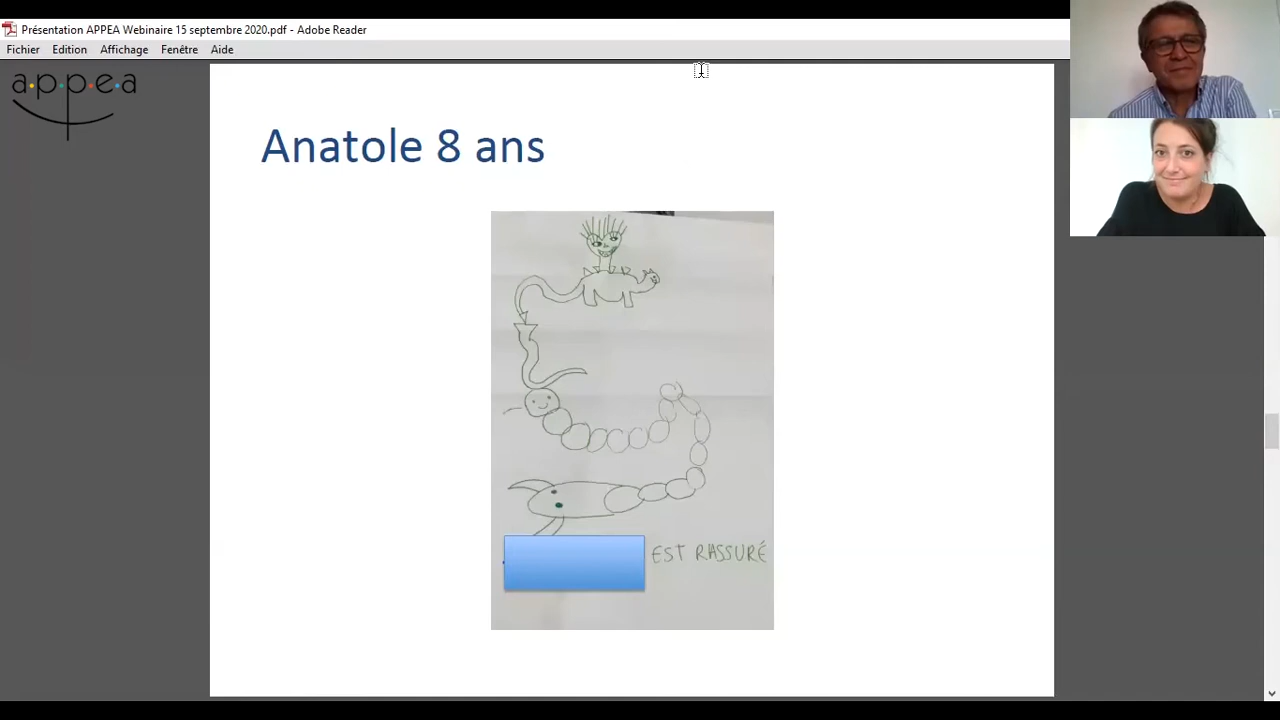 Présentation APPEA Webinaire 15 septembre 2020.pdf - Adobe Reader
Fichier Edition Affichage Fenêtre Aide
a·p·p·e·a
Anatole 8 ans
EST RASSURÉ